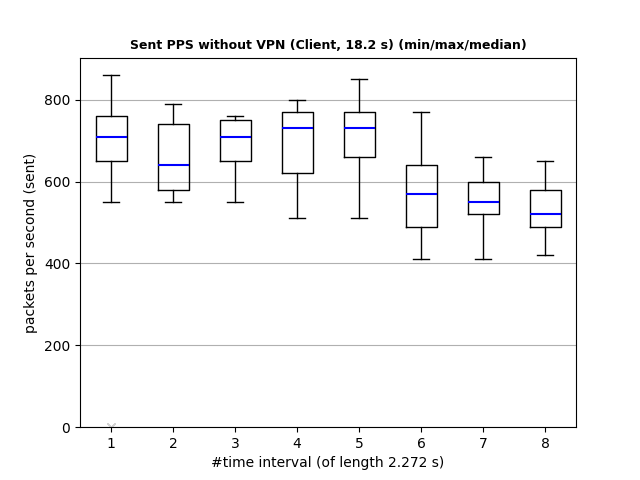 Sent PPS without VPN (Client, 18.2 s) (min/max/median)
packets per second (sent)
800
600
400
200
0
1 2 3 4 5 6 7 8
#time interval (of length 2.272 s)